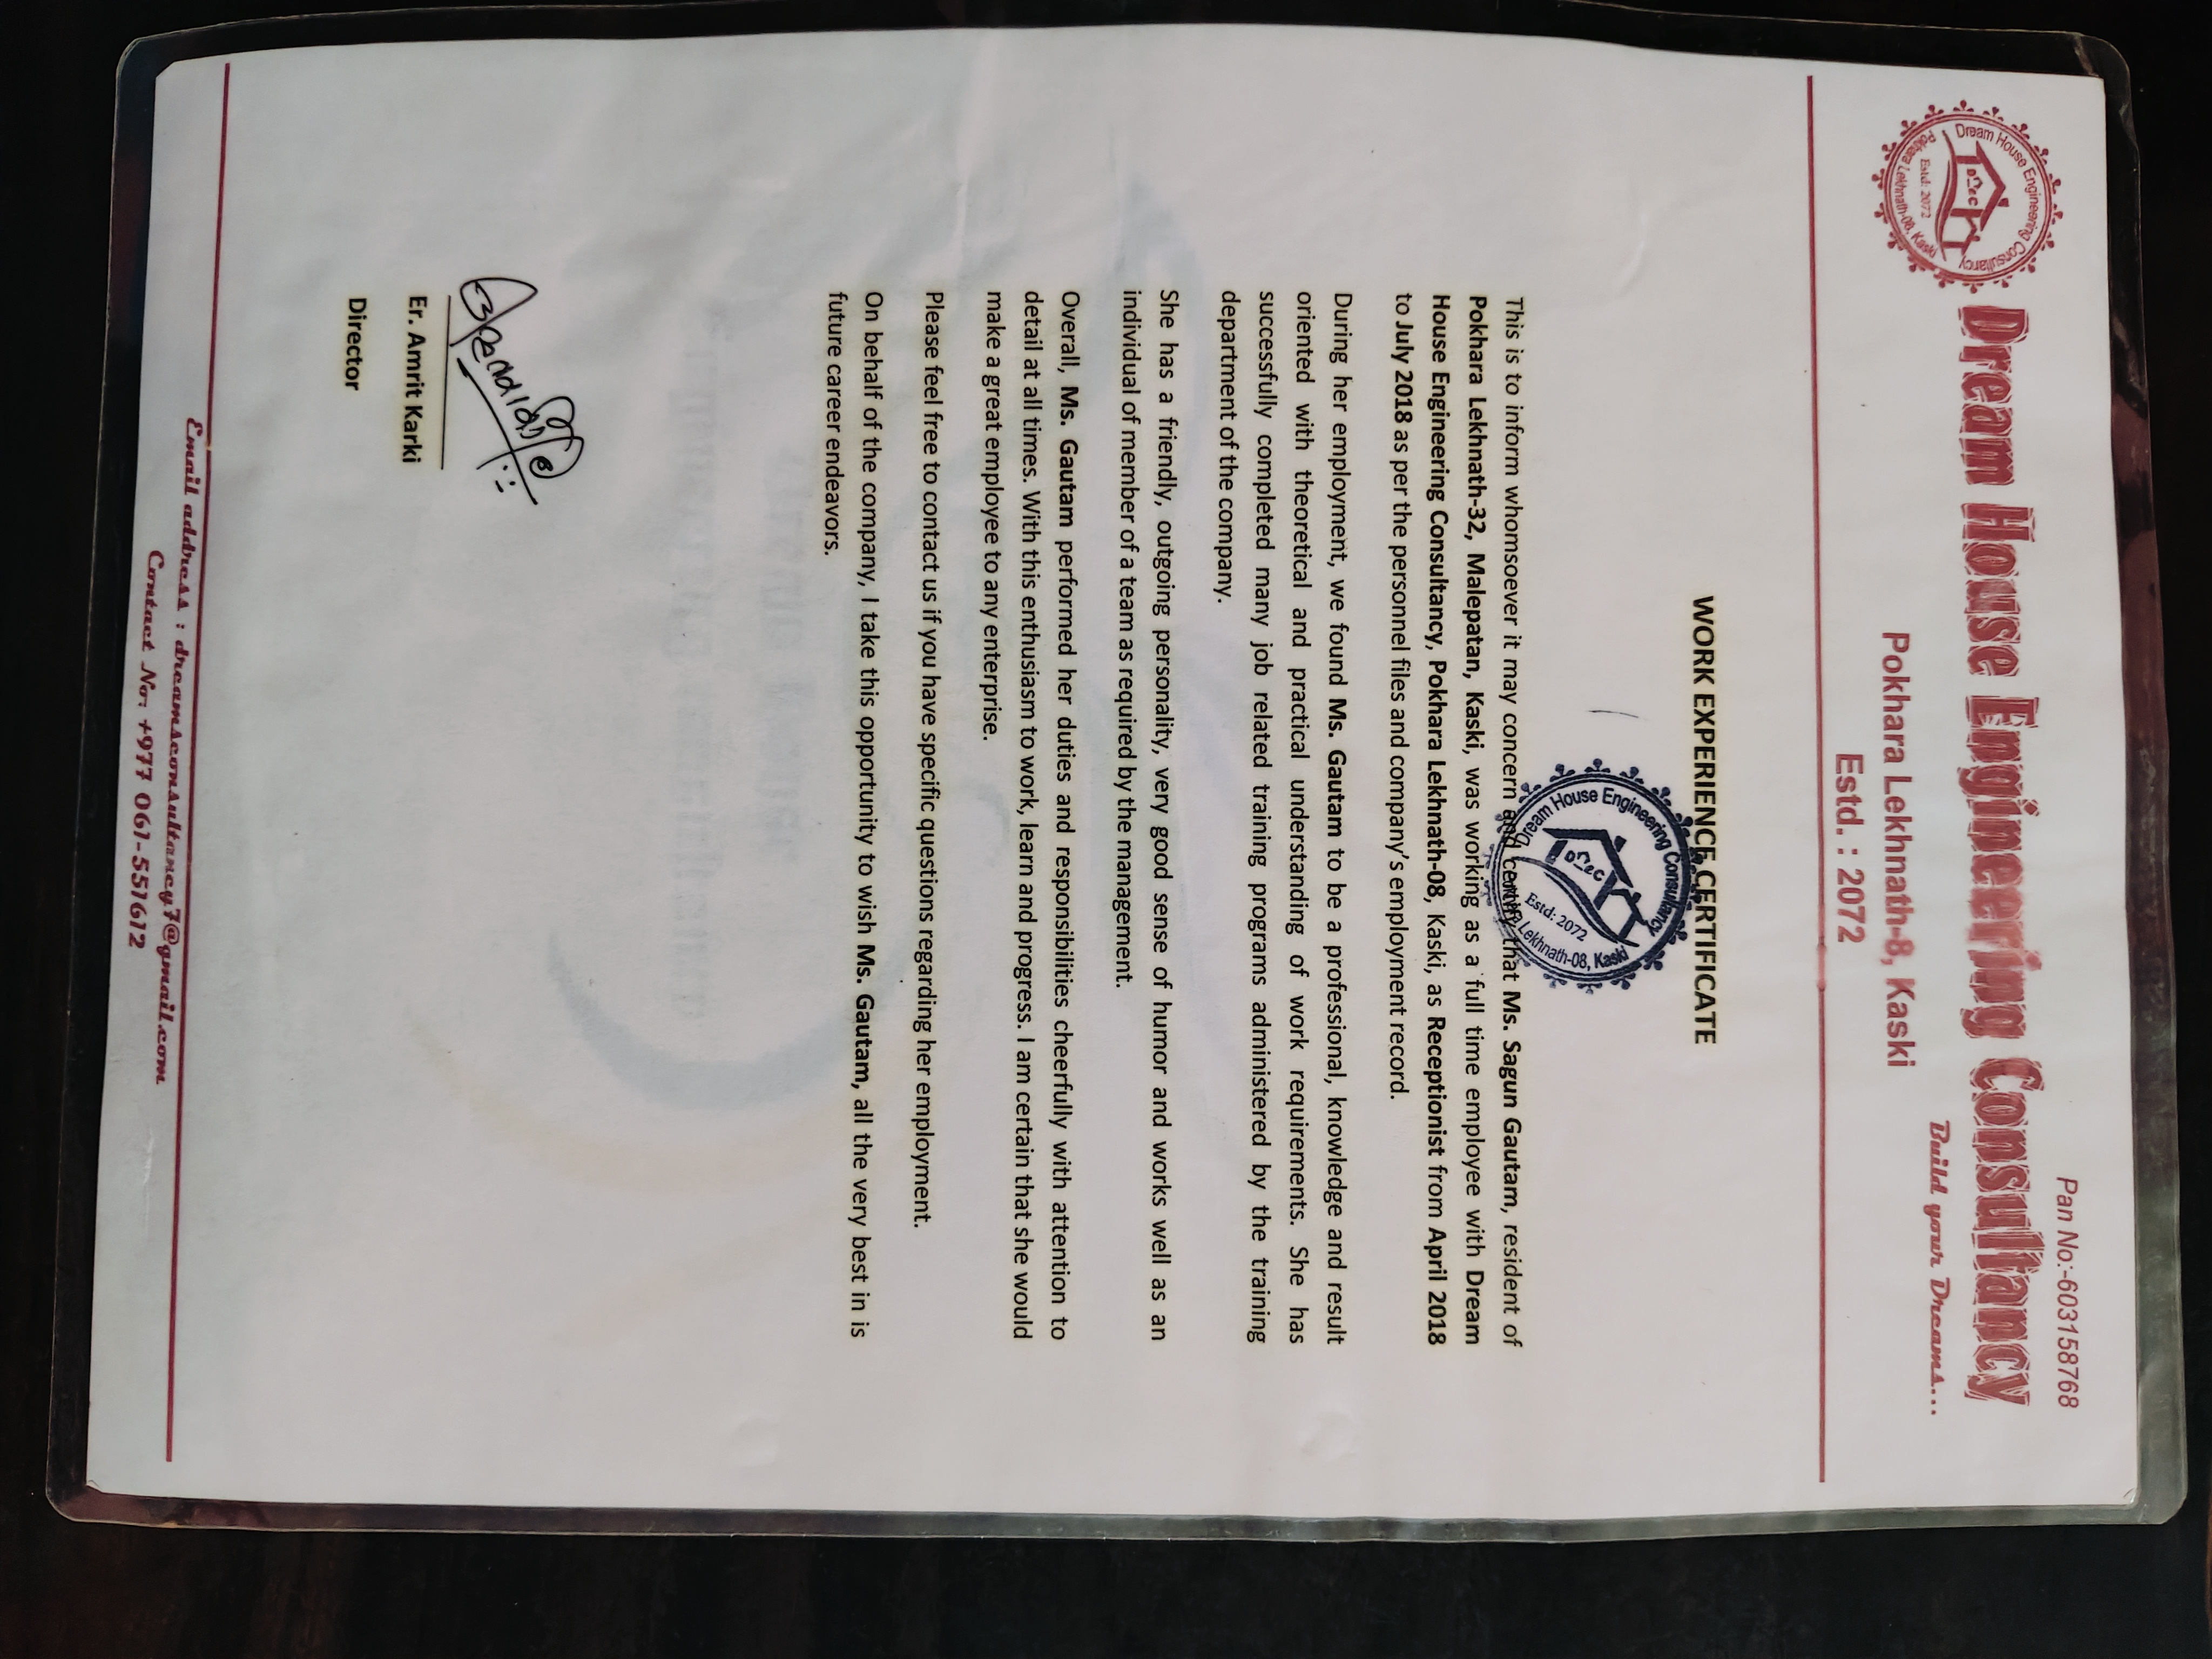 Pan No:-603158768
Dream House Engineering Consultancy
Dream House Engineering Consultancy
Estd: 2072
Pokhara Lekhnath-08, Kaski
Build your Dreams...
Pokhara Lekhnath-8, Kaski
Estd. : 2072
WORK EXPERIENCE CERTIFICATE
Dream House Engineering Consultancy
Estd: 2072
Pokhara Lekhnath-08, Kaski
This is to inform whomsoever it may concern and certify that Ms. Sagun Gautam, resident of
Pokhara Lekhnath-32, Malepatan, Kaski, was working as a full time employee with Dream
House Engineering Consultancy, Pokhara Lekhnath-08, Kaski, as Receptionist from April 2018
to July 2018 as per the personnel files and company's employment record.
During her employment, we found Ms. Gautam to be a professional, knowledge and result
oriented with theoretical and practical understanding of work requirements. She has
successfully completed many job related training programs administered by the training
department of the company.
She has a friendly, outgoing personality, very good sense of humor and works well as an
individual of member of a team as required by the management.
Overall, Ms. Gautam performed her duties and responsibilities cheerfully with attention to
detail at all times. With this enthusiasm to work, learn and progress. I am certain that she would
make a great employee to any enterprise.
Please feel free to contact us if you have specific questions regarding her employment.
On behalf of the company, I take this opportunity to wish Ms. Gautam, all the very best in is
future career endeavors.
Er. Amrit Karki
Director
Email address : dreamsconsultancy7@gmail.com
Contact No: +977 061-551612